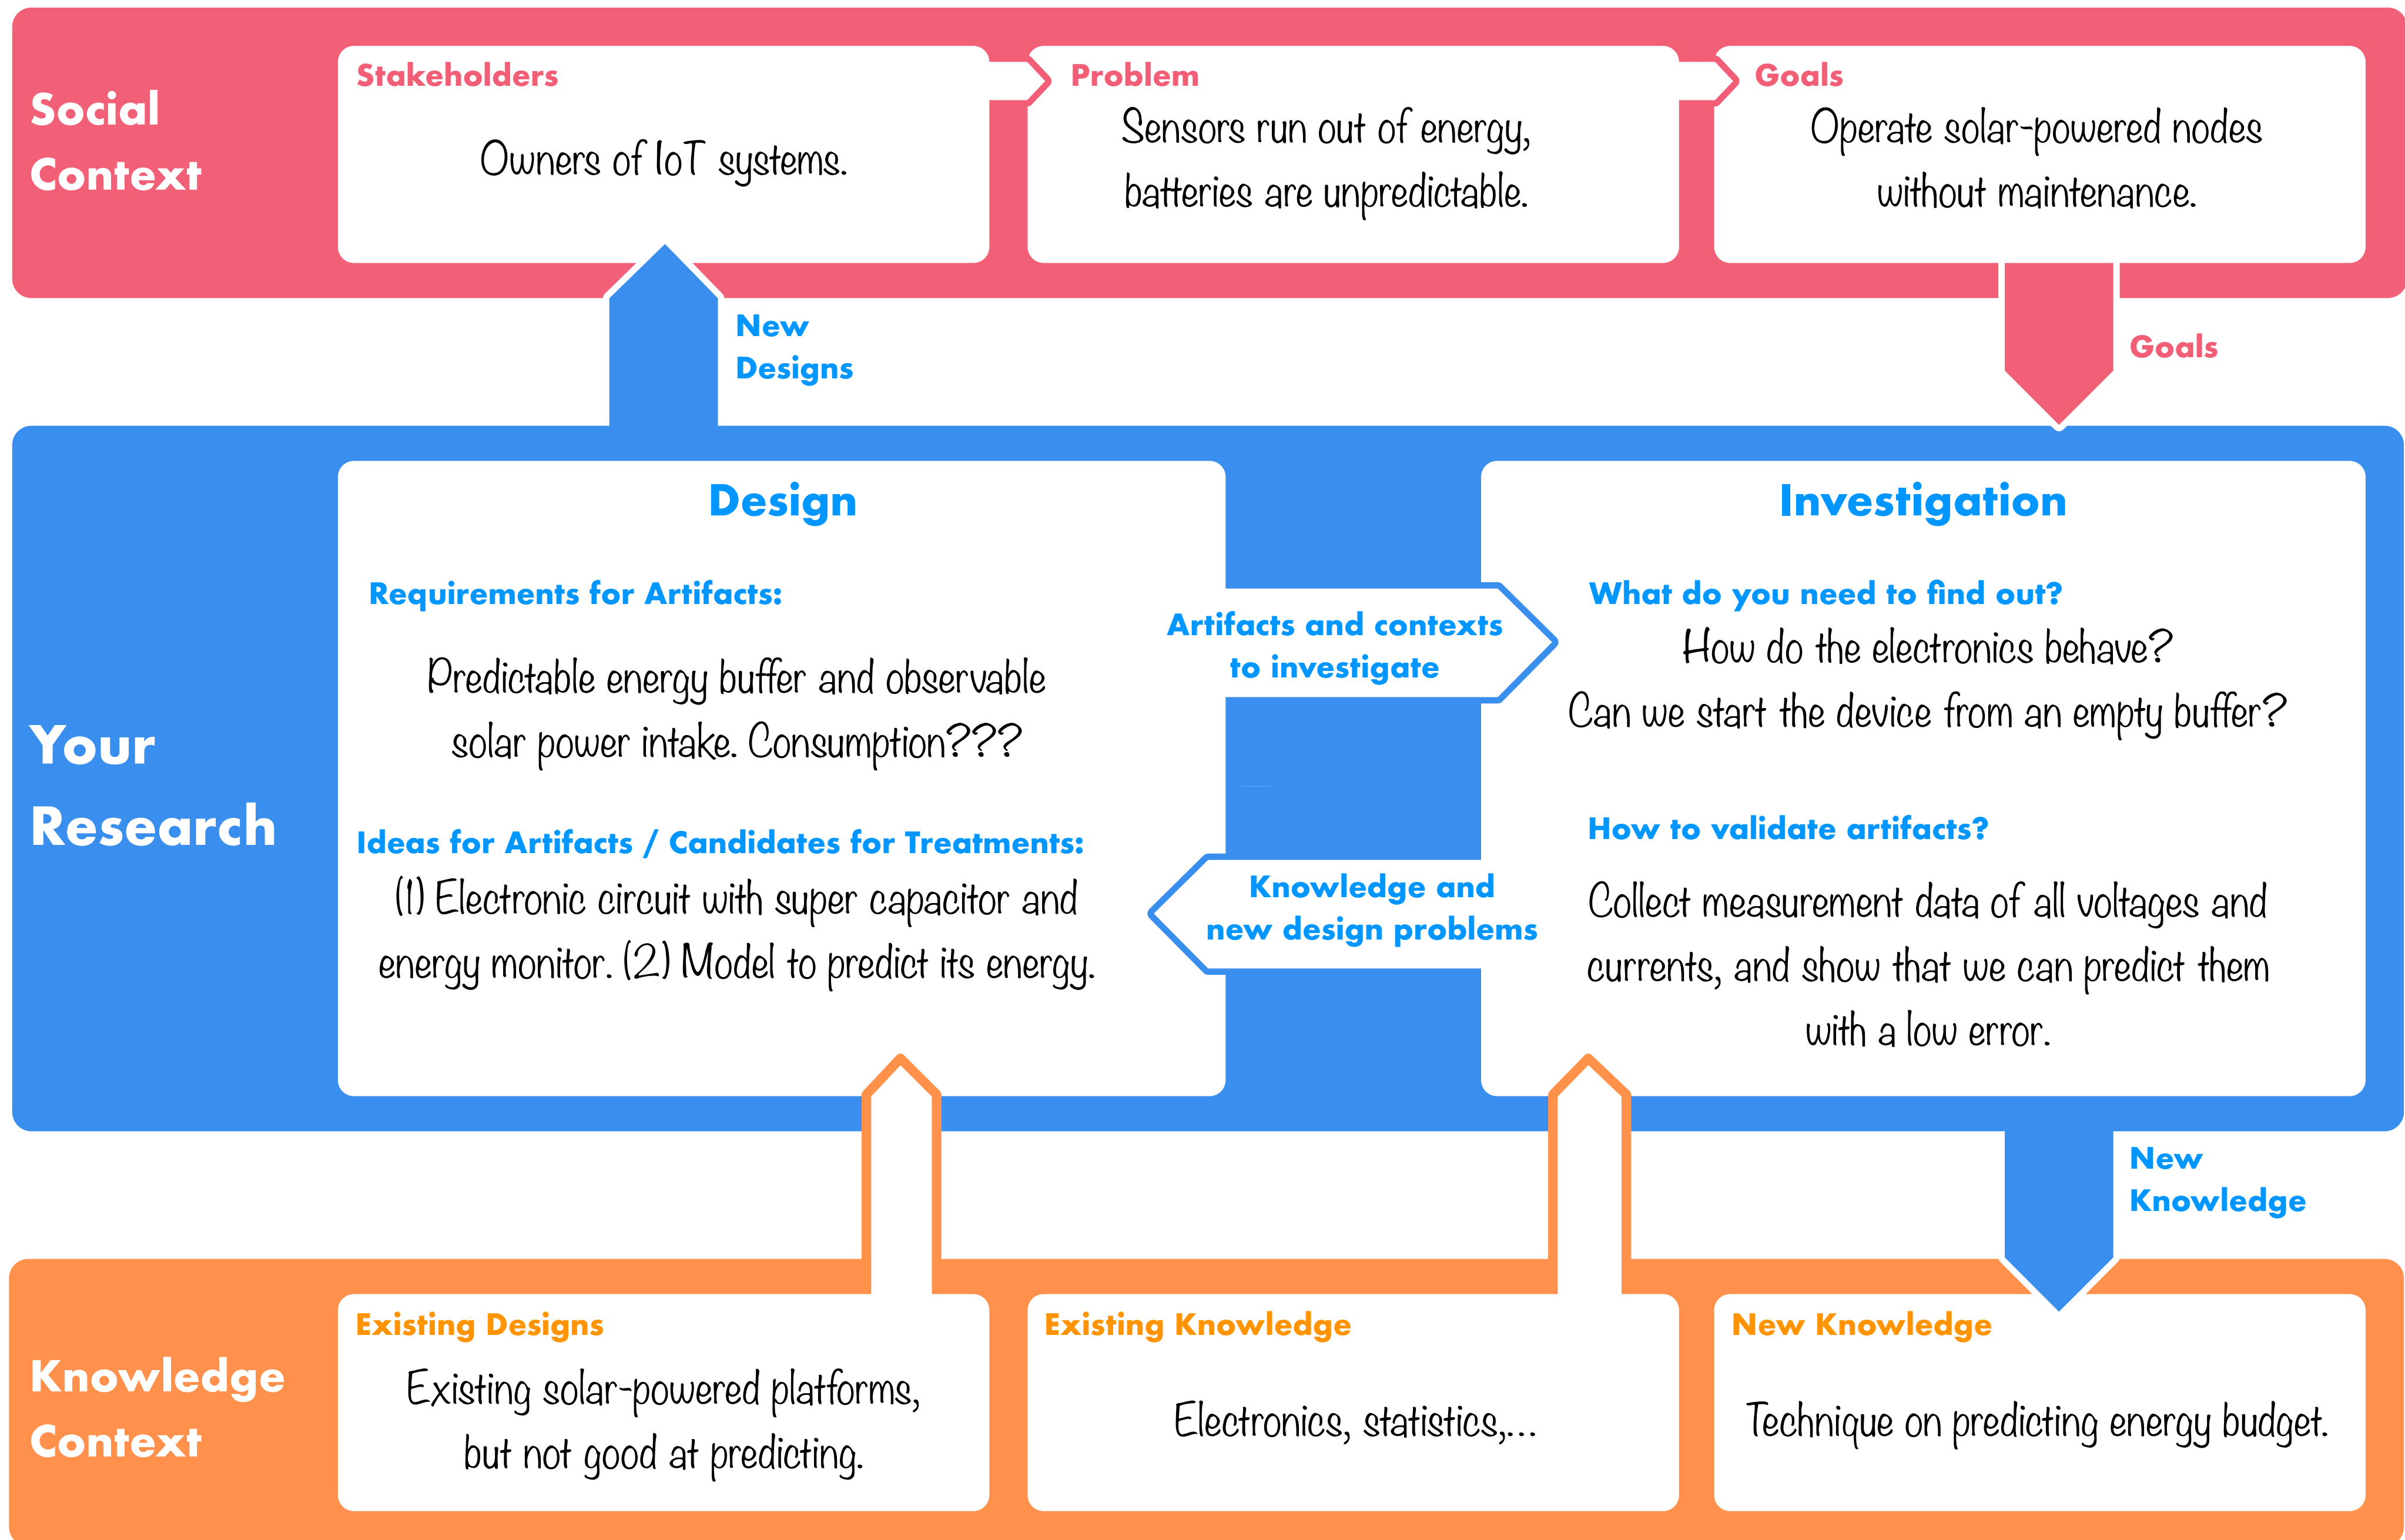 Social
Context
Stakeholders
Owners of IoT systems.
Problem
Sensors run out of energy,
batteries are unpredictable.
Goals
Operate solar-powered nodes
without maintenance.
New
Designs
Goals
Your
Research
Design
Requirements for Artifacts:
Predictable energy buffer and observable
solar power intake. Consumption???
Ideas for Artifacts / Candidates for Treatments:
(1) Electronic circuit with super capacitor and
energy monitor. (2) Model to predict its energy.
Artifacts and contexts
to investigate
Knowledge and
new design problems
Investigation
What do you need to find out?
How do the electronics behave?
Can we start the device from an empty buffer?
How to validate artifacts?
Collect measurement data of all voltages and
currents, and show that we can predict them
with a low error.
New
Knowledge
Knowledge
Context
Existing Designs
Existing solar-powered platforms,
but not good at predicting.
Existing Knowledge
Electronics, statistics,...
New Knowledge
Technique on predicting energy budget.